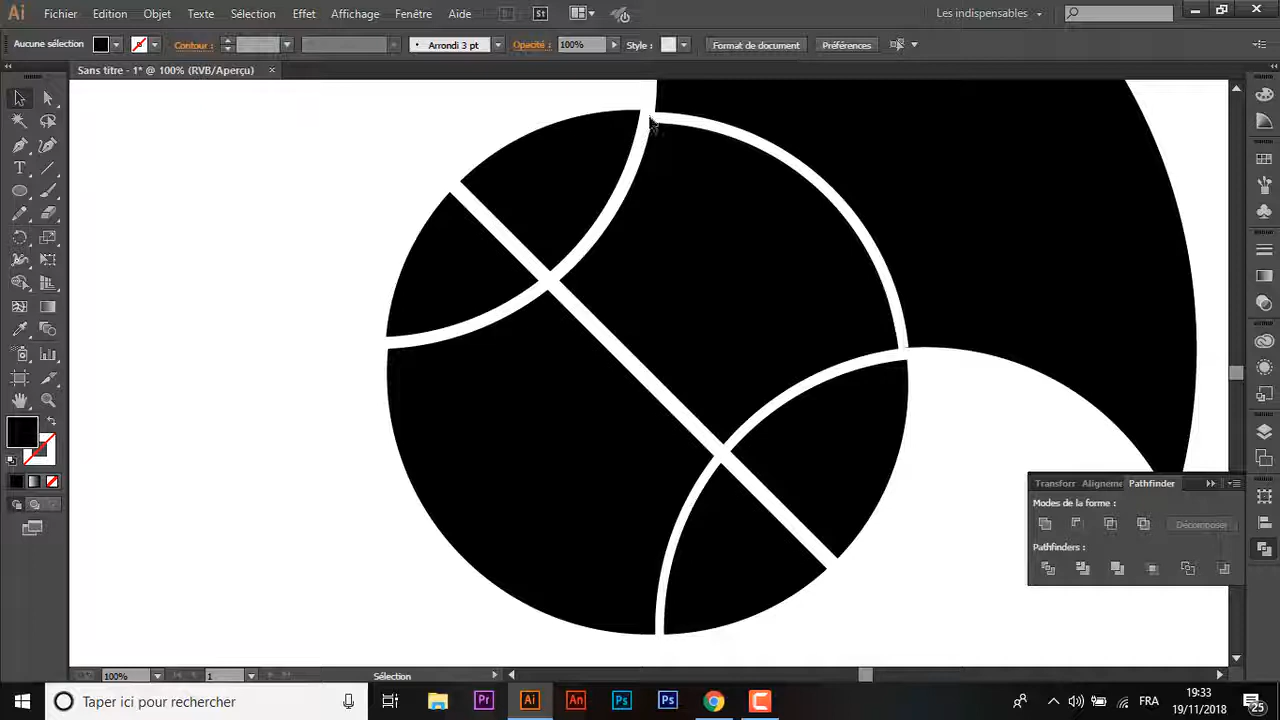 Ai Fichier Edition Objet Texte Sélection Effet Affichage Fenêtre Aide Br St Les indispensables
Aucune sélection Contour : Arrondi 3 pt Opacité : 100% Style : Format de document Préférences
Sans titre - 1* @ 100% (RVB/Aperçu) ×
T
Transforr Aligneme Pathfinder
Modes de la forme :
Décomposer
Pathfinders :
100% 1 Sélection
Taper ici pour rechercher Pr Ai An Ps Ps FRA 19:33
19/11/2018 25